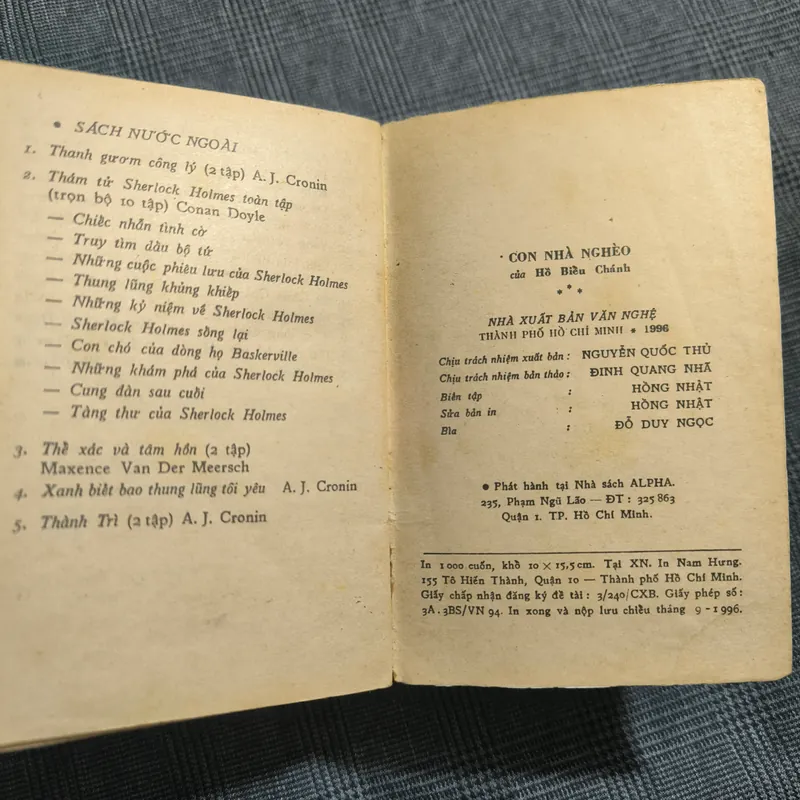 • SÁCH NƯỚC NGOÀI
1. Thanh gươm công lý (2 tập) A. J. Cronin
2. Thám tử Sherlock Holmes toàn tập
(trọn bộ 10 tập) Conan Doyle
— Chiếc nhẫn tình cờ
— Truy tìm dấu bộ tứ
— Những cuộc phiêu lưu của Sherlock Holmes
— Thung lũng khủng khiếp
— Những kỷ niệm về Sherlock Holmes
— Sherlock Holmes sống lại
— Con chó của dòng họ Baskerville
— Những khám phá của Sherlock Holmes
— Cung đàn sau cuối
— Tàng thư của Sherlock Holmes
3. Thể xác và tâm hồn (2 tập)
Maxence Van Der Meersch
4. Xanh biết bao thung lũng tôi yêu A. J. Cronin
5. Thành Trì (2 tập) A. J. Cronin
CON NHÀ NGHÈO
của Hồ Biểu Chánh
* * *
NHÀ XUẤT BẢN VĂN NGHỆ
THÀNH PHỐ HỒ CHÍ MINH • 1996
Chịu trách nhiệm xuất bản : NGUYỄN QUỐC THỦ
Chịu trách nhiệm bản thảo : ĐINH QUANG NHÃ
Biên tập : HỒNG NHẬT
Sửa bản in : HỒNG NHẬT
Bìa : ĐỖ DUY NGỌC
• Phát hành tại Nhà sách ALPHA.
235, Phạm Ngũ Lão — ĐT : 325 863
Quận 1. TP. Hồ Chí Minh.
In 1 000 cuốn, khổ 10 × 15,5 cm. Tại XN. In Nam Hưng.
155 Tô Hiến Thành, Quận 10 — Thành phố Hồ Chí Minh.
Giấy chấp nhận đăng ký đề tài : 3/240/CXB. Giấy phép số :
3A.3BS/VN 94. In xong và nộp lưu chiểu tháng 9 - 1996.